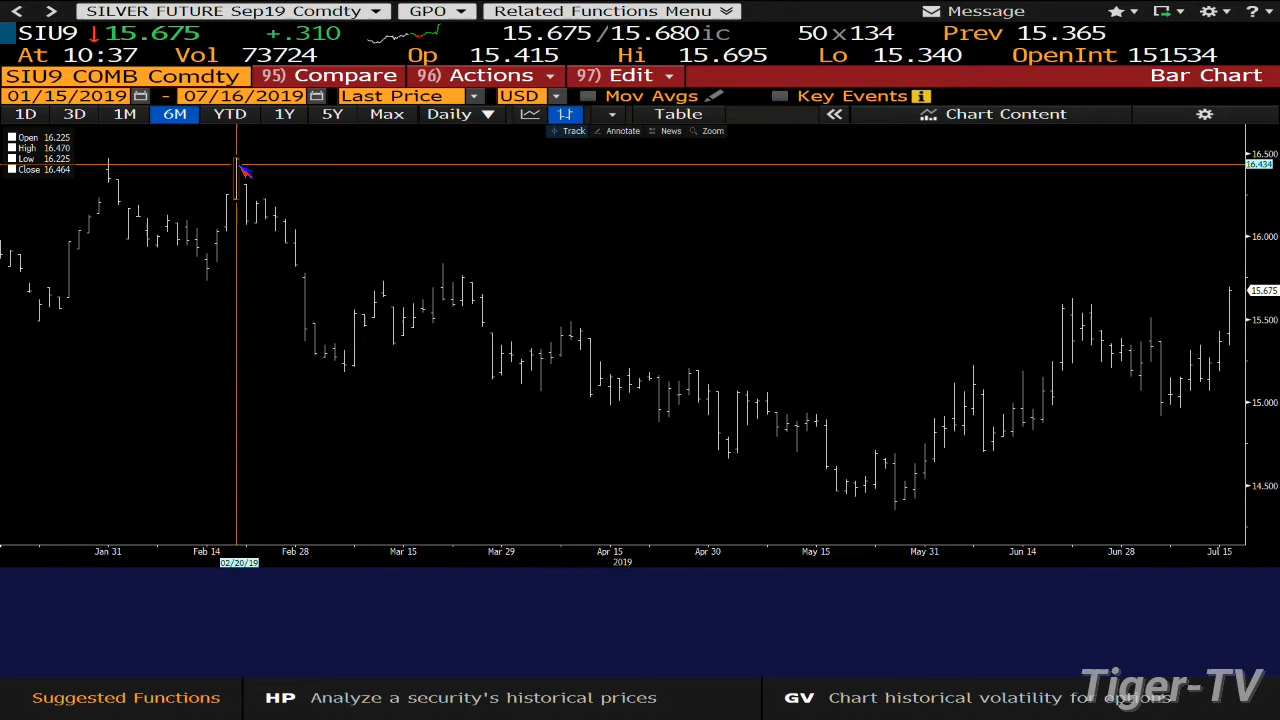 SILVER FUTURE Sep19 Comdty GPO Related Functions Menu Message
SIU9 15.675 +.310 15.675/15.680ic 50x134 Prev 15.365
At 10:37 Vol 73724 Op 15.415 Hi 15.695 Lo 15.340 OpenInt 151534
SIU9 COMB Comdty 95) Compare 96) Actions 97) Edit Bar Chart
01/15/2019 - 07/16/2019 Last Price USD Mov Avgs Key Events
1D 3D 1M 6M YTD 1Y 5Y Max Daily Table Chart Content
Track Annotate News Zoom
Open 16.225
High 16.470
Low 16.225
Close 16.464
16.500
16.434
16.000
15.675
15.500
15.000
14.500
Jan 31 Feb 14 Feb 28 Mar 15 Mar 29 Apr 15 Apr 30 May 15 May 31 Jun 14 Jun 28 Jul 15
02/20/19 2019
Tiger-TV
Suggested Functions HP Analyze a security's historical prices GV Chart historical volatility for options